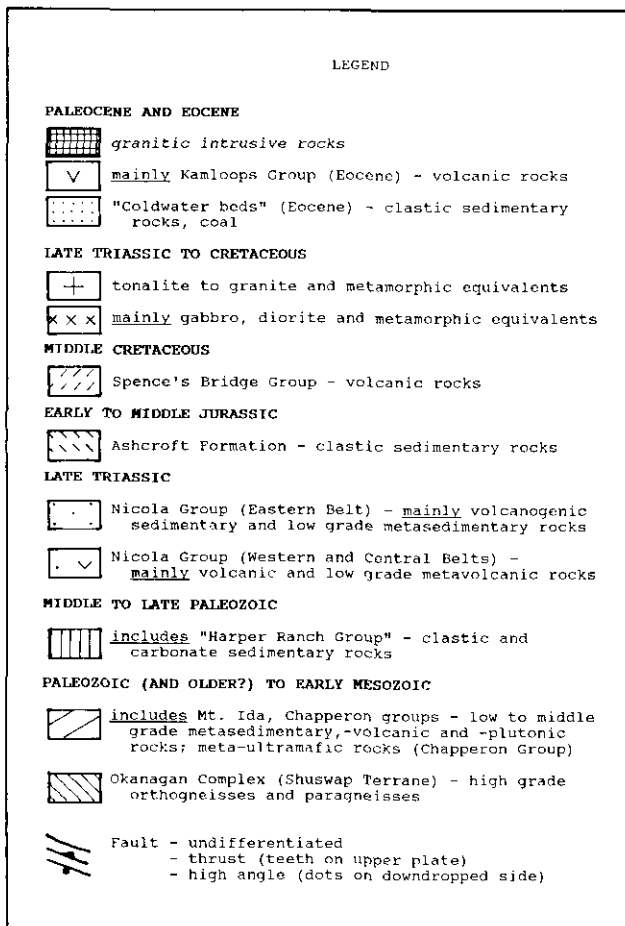 LEGEND
PALEOCENE AND EOCENE
granitic intrusive rocks
mainly Kamloops Group (Eocene) - volcanic rocks
"Coldwater beds" (Eocene) - clastic sedimentary
rocks, coal
LATE TRIASSIC TO CRETACEOUS
tonalite to granite and metamorphic equivalents
mainly gabbro, diorite and metamorphic equivalents
MIDDLE CRETACEOUS
Spence's Bridge Group - volcanic rocks
EARLY TO MIDDLE JURASSIC
Ashcroft Formation - clastic sedimentary rocks
LATE TRIASSIC
Nicola Group (Eastern Belt) - mainly volcanogenic
sedimentary and low grade metasedimentary rocks
Nicola Group (Western and Central Belts) -
mainly volcanic and low grade metavolcanic rocks
MIDDLE TO LATE PALEOZOIC
includes "Harper Ranch Group" - clastic and
carbonate sedimentary rocks
PALEOZOIC (AND OLDER?) TO EARLY MESOZOIC
includes Mt. Ida, Chapperon groups - low to middle
grade metasedimentary,-volcanic and -plutonic
rocks; meta-ultramafic rocks (Chapperon Group)
Okanagan Complex (Shuswap Terrane) - high grade
orthogneisses and paragneisses
Fault - undifferentiated
- thrust (teeth on upper plate)
- high angle (dots on downdropped side)